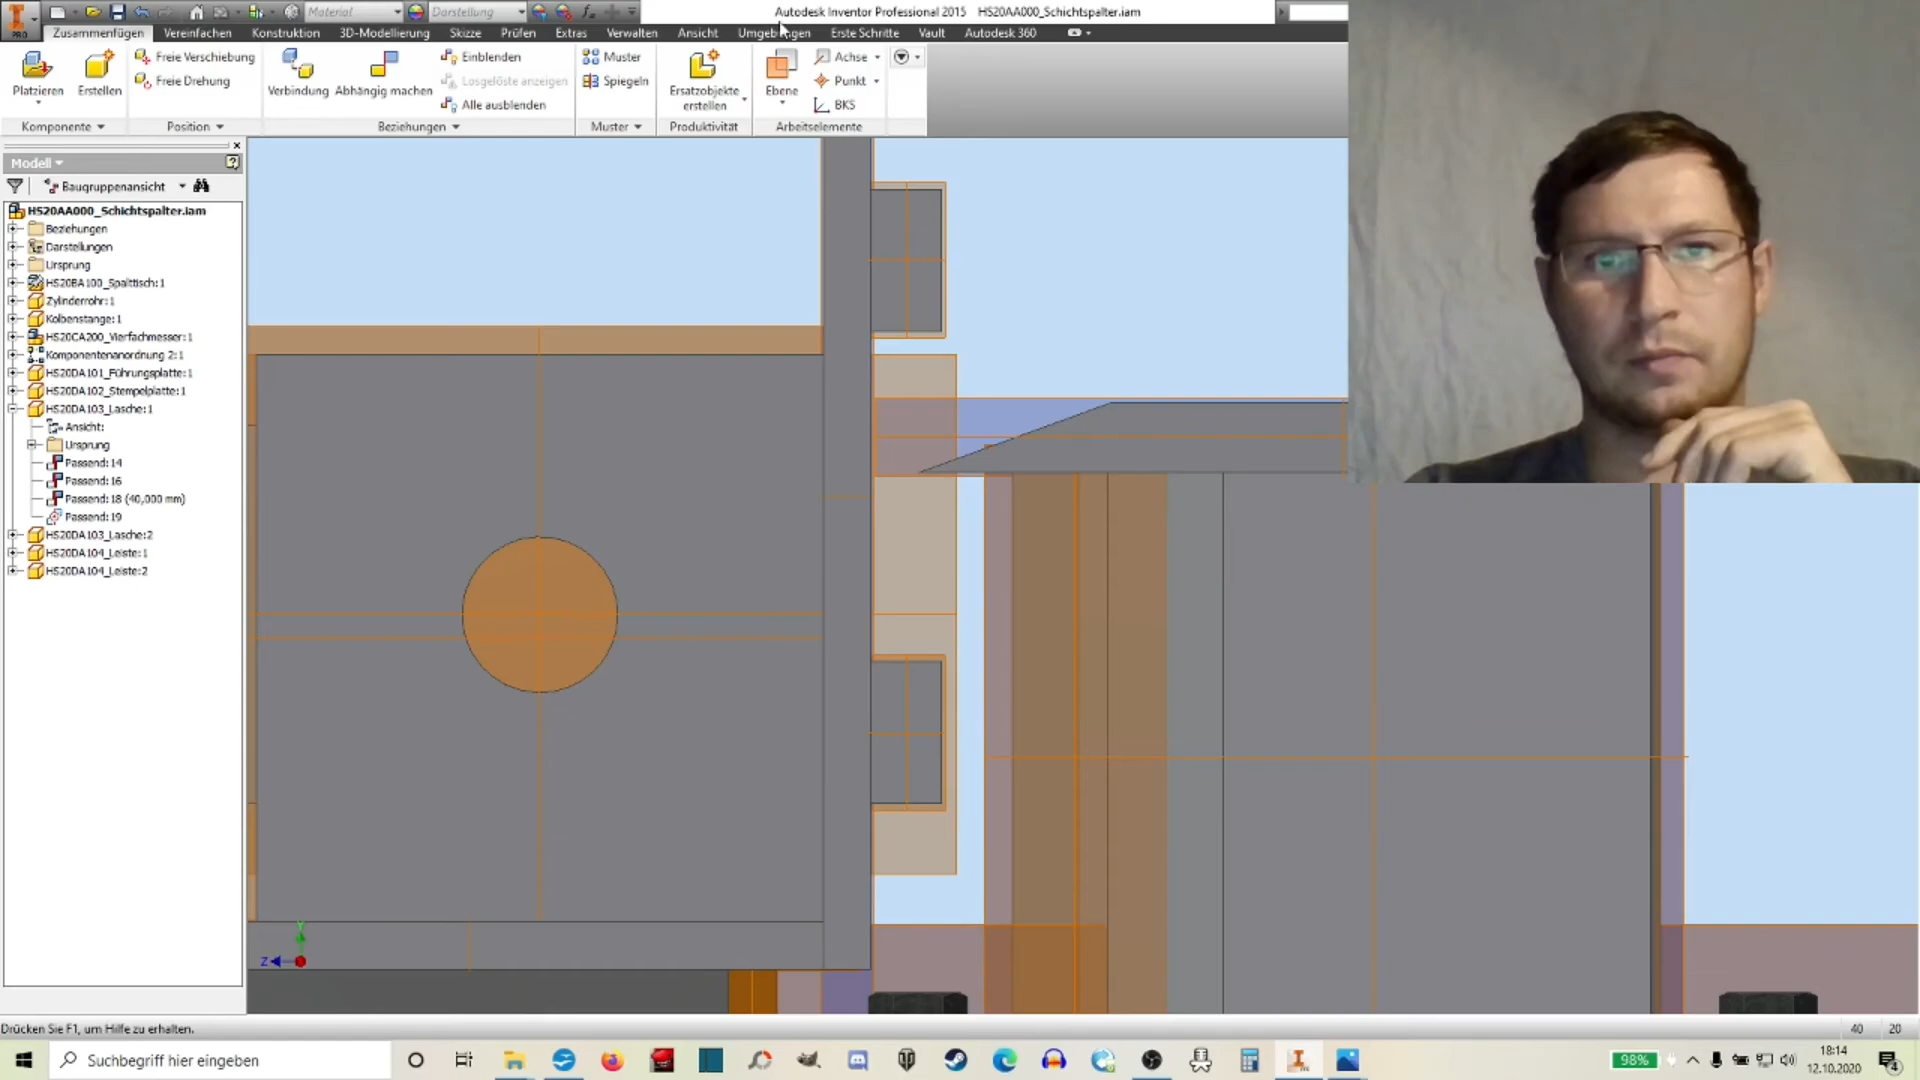 Material
Darstellung
Autodesk Inventor Professional 2015 HS20AA000_Schichtspalter.iam
PRO
Zusammenfügen Vereinfachen Konstruktion 3D-Modellierung Skizze Prüfen Extras Verwalten Ansicht Umgebungen Erste Schritte Vault Autodesk 360
Platzieren
Erstellen
Freie Verschiebung
Freie Drehung
Verbindung
Abhängig machen
Einblenden
Losgelöste anzeigen
Alle ausblenden
Muster
Spiegeln
Ersatzobjekte erstellen
Ebene
Achse
Punkt
BKS
Komponente
Position
Beziehungen
Muster
Produktivität
Arbeitselemente
Modell
Baugruppenansicht
HS20AA000_Schichtspalter.iam
Beziehungen
Darstellungen
Ursprung
HS20BA100_Spalttisch:1
Zylinderrohr:1
Kolbenstange:1
HS20CA200_Vierfachmesser:1
Komponentenanordnung 2:1
HS20DA101_Führungsplatte:1
HS20DA102_Stempelplatte:1
HS20DA103_Lasche:1
Ansicht:
Ursprung
Passend:14
Passend:16
Passend:18 (40,000 mm)
Passend:19
HS20DA103_Lasche:2
HS20DA104_Leiste:1
HS20DA104_Leiste:2
Y
Z
Drücken Sie F1, um Hilfe zu erhalten.
40 20
Suchbegriff hier eingeben
98%
18:14
12.10.2020
4